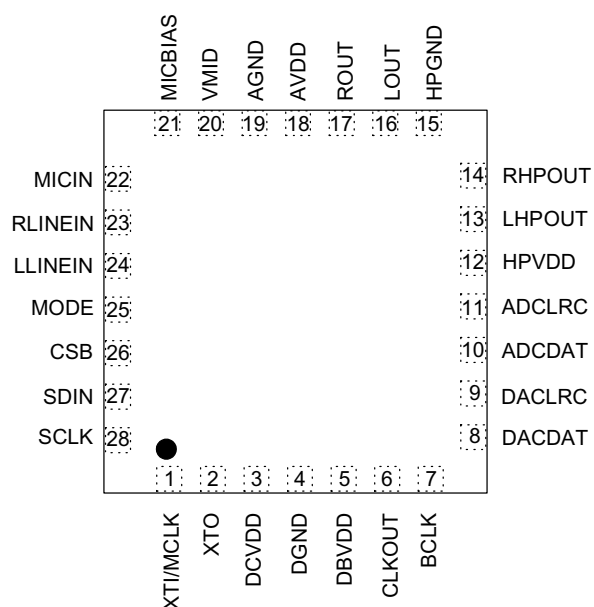 MICBIAS VMID AGND AVDD ROUT LOUT HPGND
21 20 19 18 17 16 15
MICIN 22 14 RHPOUT
RLINEIN 23 13 LHPOUT
LLINEIN 24 12 HPVDD
MODE 25 11 ADCLRC
CSB 26 10 ADCDAT
SDIN 27 9 DACLRC
SCLK 28 8 DACDAT
1 2 3 4 5 6 7
XTI/MCLK XTO DCVDD DGND DBVDD CLKOUT BCLK